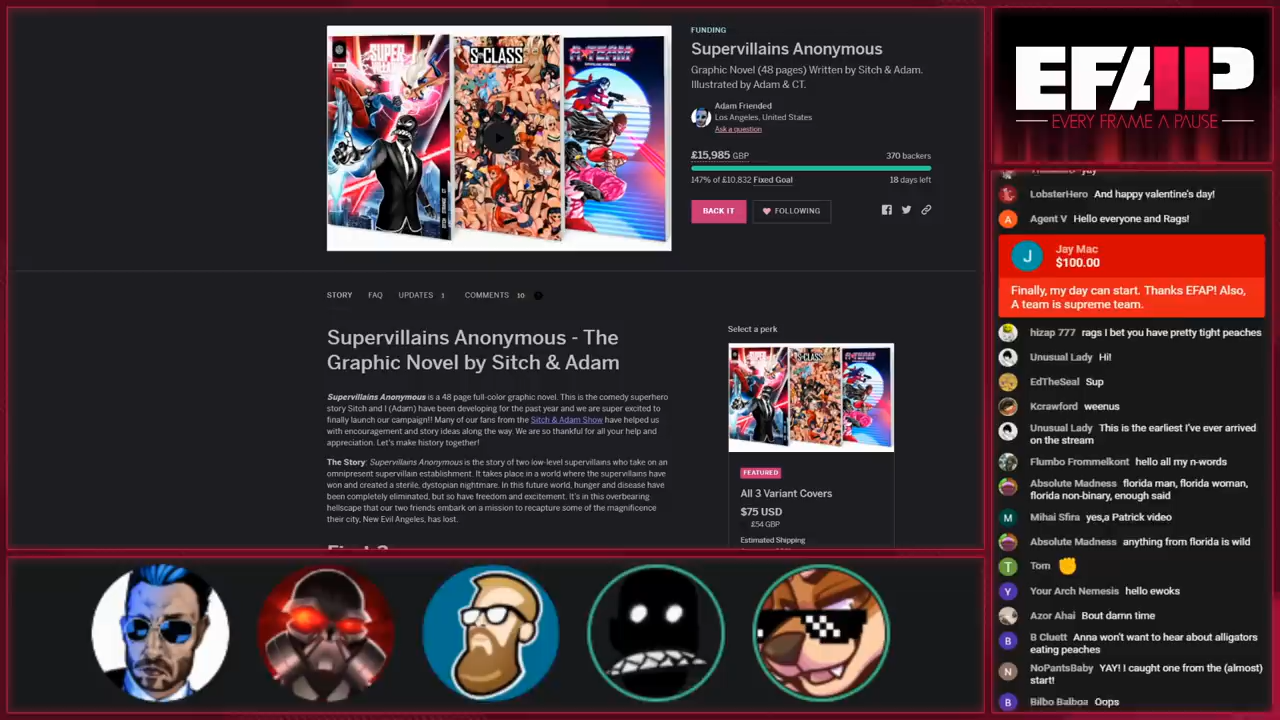 FUNDING
Supervillains Anonymous
Graphic Novel (48 pages) Written by Sitch & Adam.
Illustrated by Adam & CT.
Adam Friended
Los Angeles, United States
Ask a question
£15,985 GBP
370 backers
147% of £10,832 Fixed Goal
18 days left
BACK IT
FOLLOWING
SUPER
S-CLASS
A-TEAM
STORY
FAQ
UPDATES 1
COMMENTS 10
Supervillains Anonymous - The
Graphic Novel by Sitch & Adam
Supervillains Anonymous is a 48 page full-color graphic novel. This is the comedy superhero
story Sitch and I (Adam) have been developing for the past year and we are super excited to
finally launch our campaign!! Many of our fans from the Sitch & Adam Show have helped us
with encouragement and story ideas along the way. We are so thankful for all your help and
appreciation. Let's make history together!
The Story: Supervillains Anonymous is the story of two low-level supervillains who take on an
omnipresent supervillain establishment. It takes place in a world where the supervillans have
won and created a sterile, dystopian nightmare. In this future world, hunger and disease have
been completely eliminated, but so have freedom and excitement. It's in this overbearing
hellscape that our two friends embark on a mission to recapture some of the magnificence
their city, New Evil Angeles, has lost.
Select a perk
SUPER
S-CLASS
A-TEAM
FEATURED
All 3 Variant Covers
$75 USD
£54 GBP
Estimated Shipping
EFAP
EVERY FRAME A PAUSE
yay
LobsterHero And happy valentine's day!
A
Agent V Hello everyone and Rags!
J
Jay Mac
$100.00
Finally, my day can start. Thanks EFAP! Also,
A team is supreme team.
hizap 777 rags I bet you have pretty tight peaches
Unusual Lady Hi!
EdTheSeal Sup
Kcrawford weenus
Unusual Lady This is the earliest I've ever arrived
on the stream
Flumbo Frommelkont hello all my n-words
Absolute Madness florida man, florida woman,
florida non-binary, enough said
M
Mihai Sfira yes,a Patrick video
Absolute Madness anything from florida is wild
T
Tom
Y
Your Arch Nemesis hello ewoks
Azor Ahai Bout damn time
B
B Cluett Anna won't want to hear about alligators
eating peaches
N
NoPantsBaby YAY! I caught one from the (almost)
start!
B
Bilbo Balboa Oops